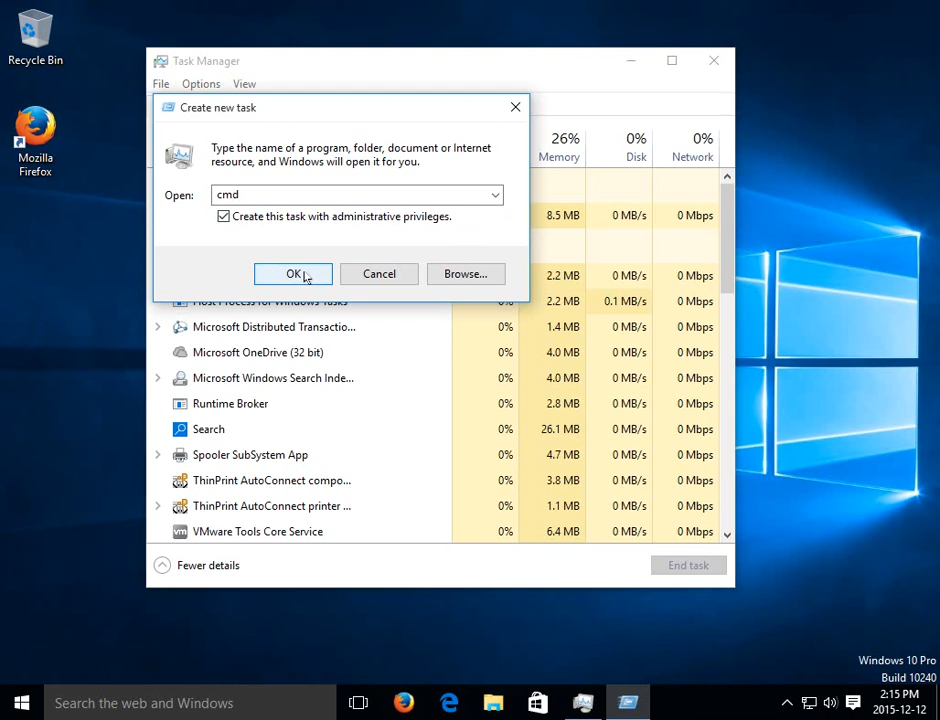 Recycle Bin
Mozilla
Firefox
Task Manager
File Options View
Create new task
Type the name of a program, folder, document or Internet
resource, and Windows will open it for you.
Open: cmd
Create this task with administrative privileges.
OK Cancel Browse...
26% 0% 0%
Memory Disk Network
8.5 MB 0 MB/s 0 Mbps
2.2 MB 0 MB/s 0 Mbps
Host Process for Windows Tasks 0% 2.2 MB 0.1 MB/s 0 Mbps
Microsoft Distributed Transactio... 0% 1.4 MB 0 MB/s 0 Mbps
Microsoft OneDrive (32 bit) 0% 4.0 MB 0 MB/s 0 Mbps
Microsoft Windows Search Inde... 0% 4.0 MB 0 MB/s 0 Mbps
Runtime Broker 0% 2.8 MB 0 MB/s 0 Mbps
Search 0% 26.1 MB 0 MB/s 0 Mbps
Spooler SubSystem App 0% 4.7 MB 0 MB/s 0 Mbps
ThinPrint AutoConnect compo... 0% 3.8 MB 0 MB/s 0 Mbps
ThinPrint AutoConnect printer ... 0% 1.1 MB 0 MB/s 0 Mbps
vm VMware Tools Core Service 0% 6.4 MB 0 MB/s 0 Mbps
Fewer details End task
Windows 10 Pro
Build 10240
Search the web and Windows
2:15 PM
2015-12-12